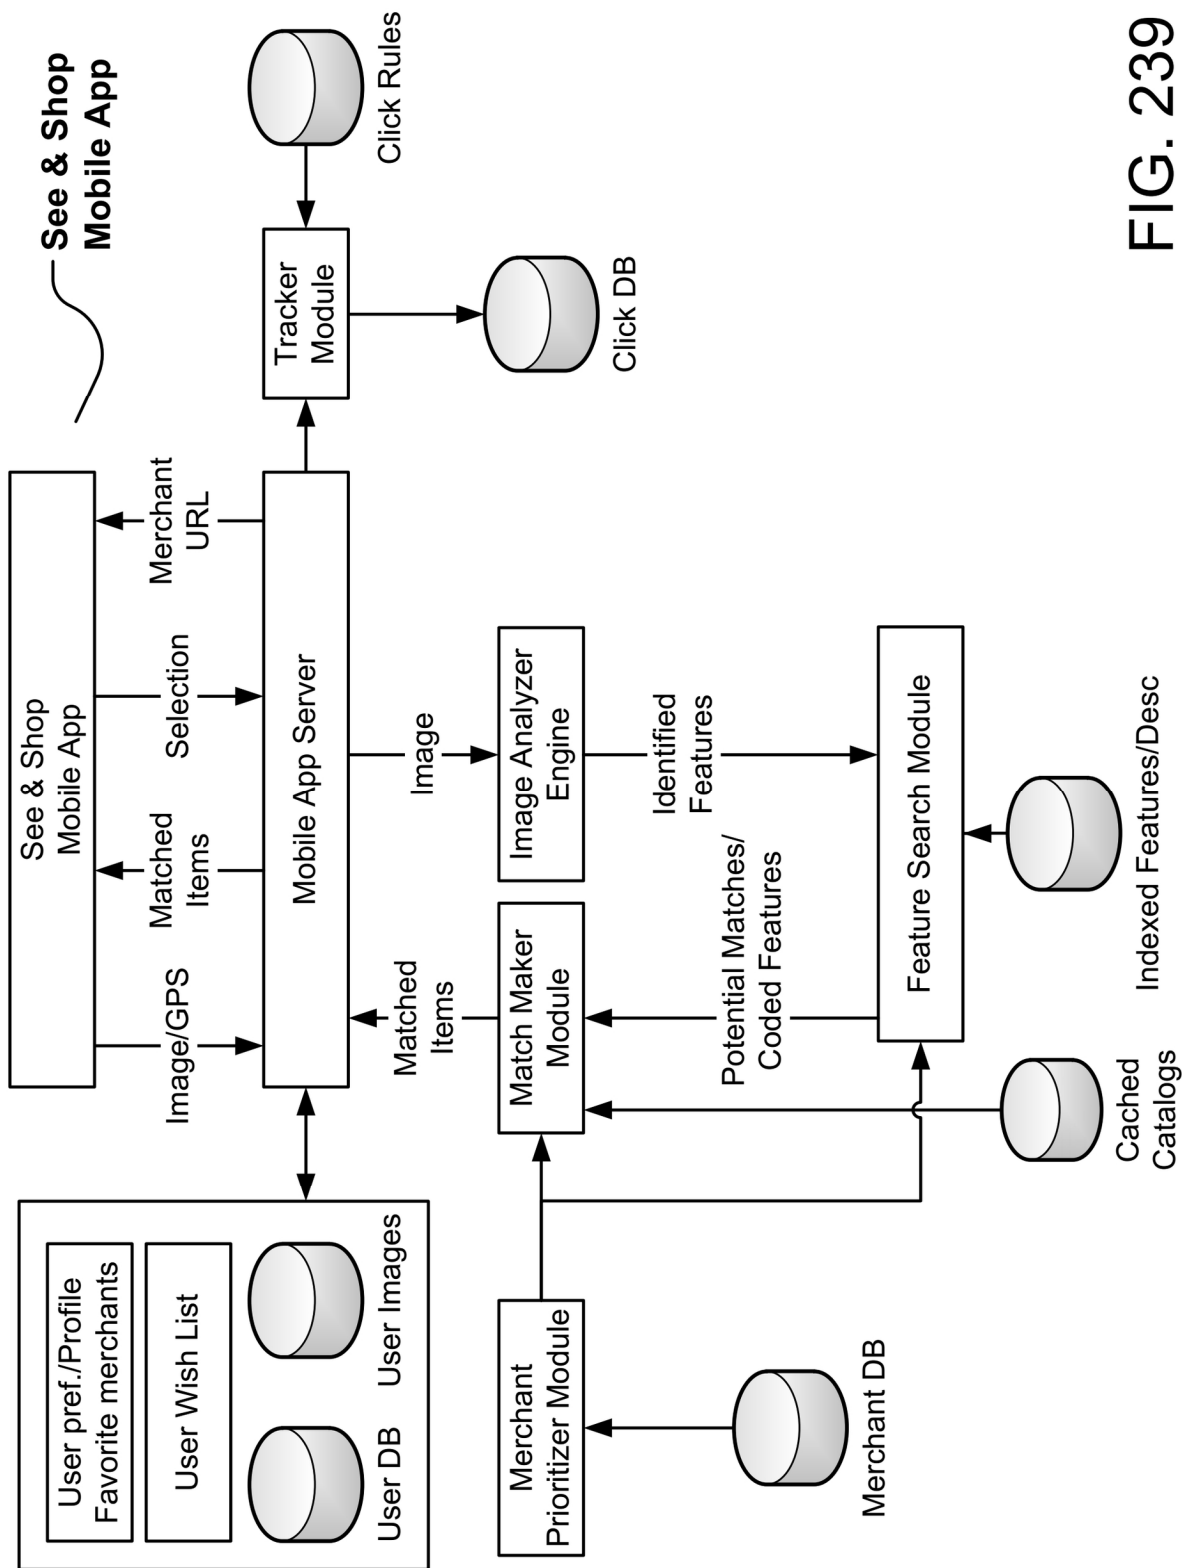 See & Shop
Mobile App
User pref./Profile
Favorite merchants
User Wish List
User DB
User Images
See & Shop
Mobile App
Image/GPS
Matched
Items
Selection
Merchant
URL
Mobile App Server
Tracker
Module
Click Rules
Click DB
Matched
Items
Image
Merchant
Prioritizer Module
Match Maker
Module
Image Analyzer
Engine
Merchant DB
Potential Matches/
Coded Features
Identified
Features
Feature Search Module
Cached
Catalogs
Indexed Features/Desc
FIG. 239